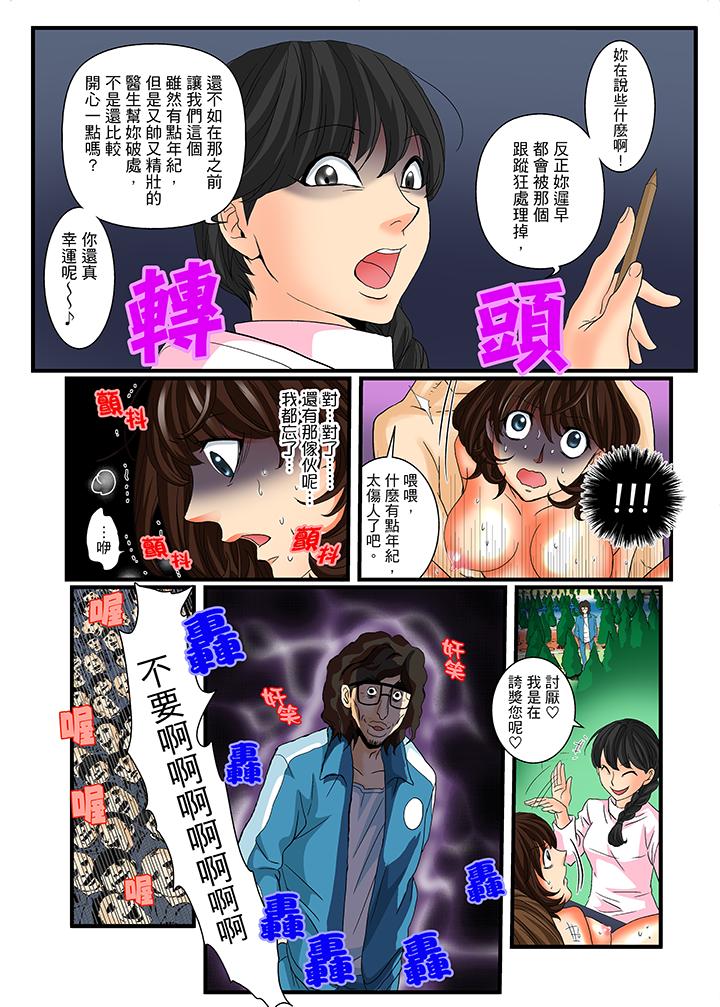 妳在說些什麼啊！
反正妳遲早
都會被那個
跟蹤狂處理掉，
還不如在那之前
讓我們這個
雖然有點年紀，
但是又帥又精壯的
醫生幫妳破處，
不是還比較
開心一點嗎？
你還真
幸運呢～♪
轉頭
!!!
喂喂，
什麼有點年紀，
太傷人了吧。
對…對了……
還有那傢伙呢…
我都忘了…
顫抖
顫抖
顫抖
…咿
討厭♡
我是在
誇獎您呢♡
奸笑
奸笑
轟
轟
轟
轟
轟
轟
轟
不要啊啊啊啊啊啊啊
喔
喔
喔
喔